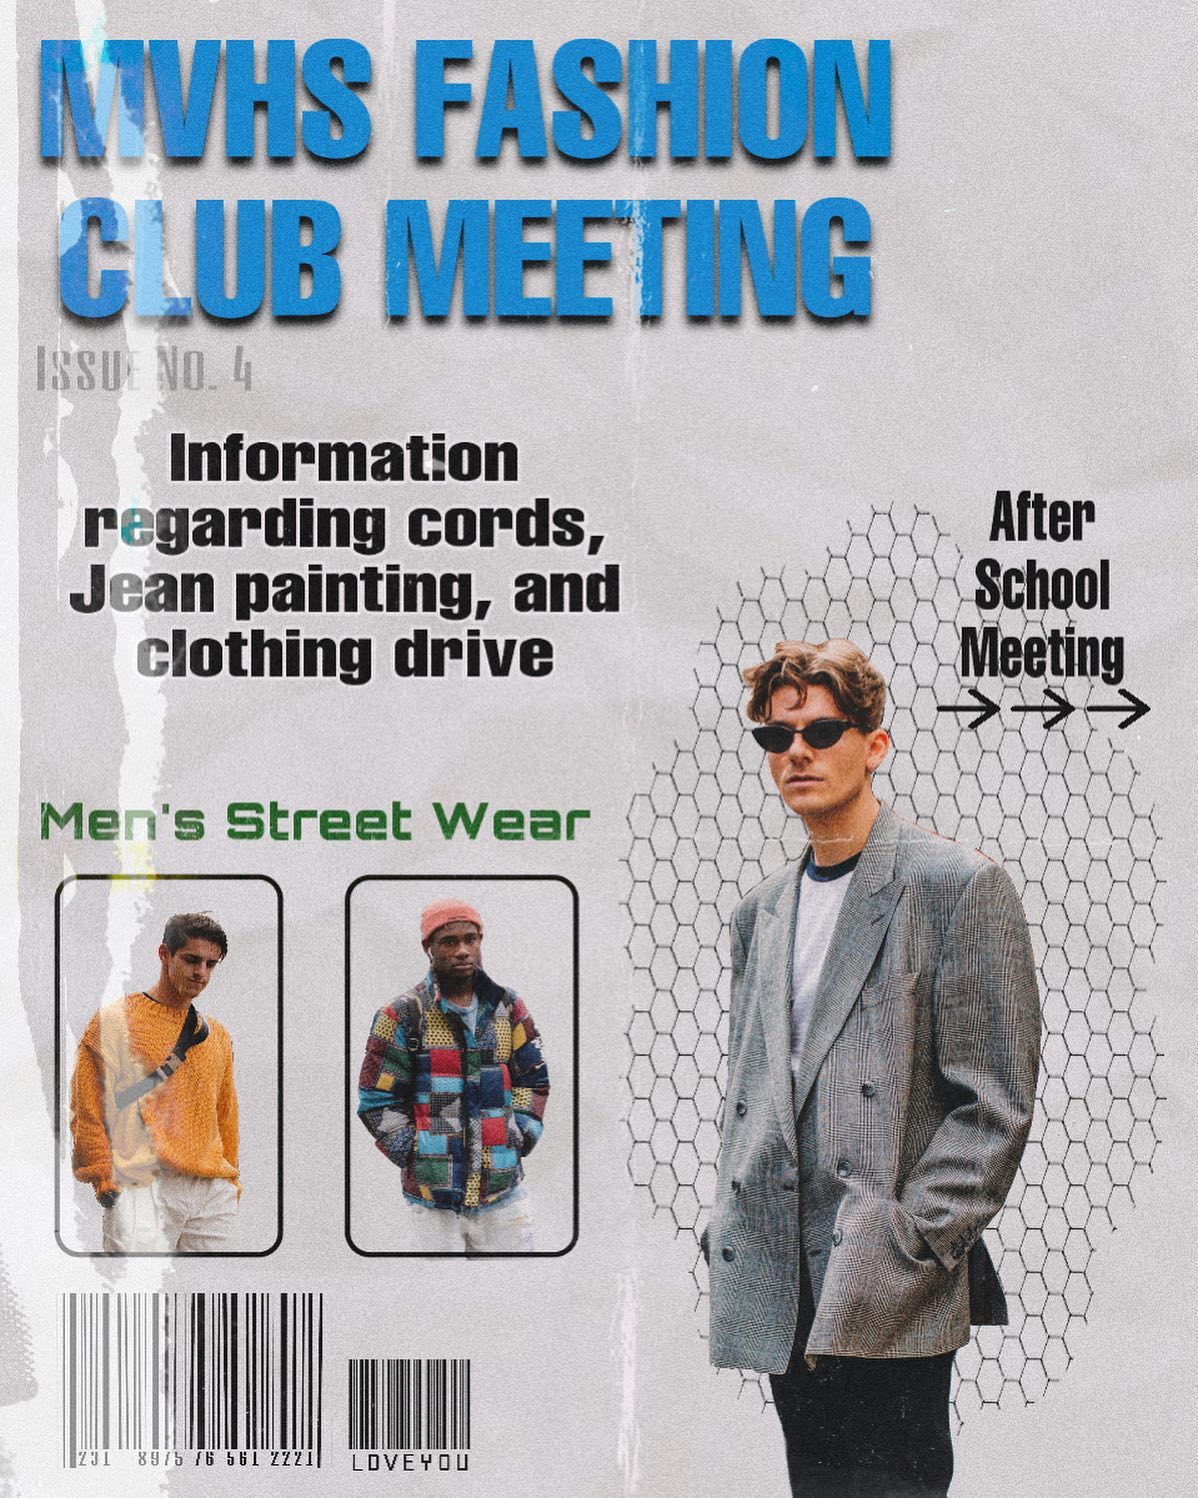 MVHS FASHION
CLUB MEETING
Issue No. 4
Information
regarding cords,
Jean painting, and
clothing drive
After
School
Meeting
Men's Street Wear
231 8975 76 561 2221
LOVEYOU